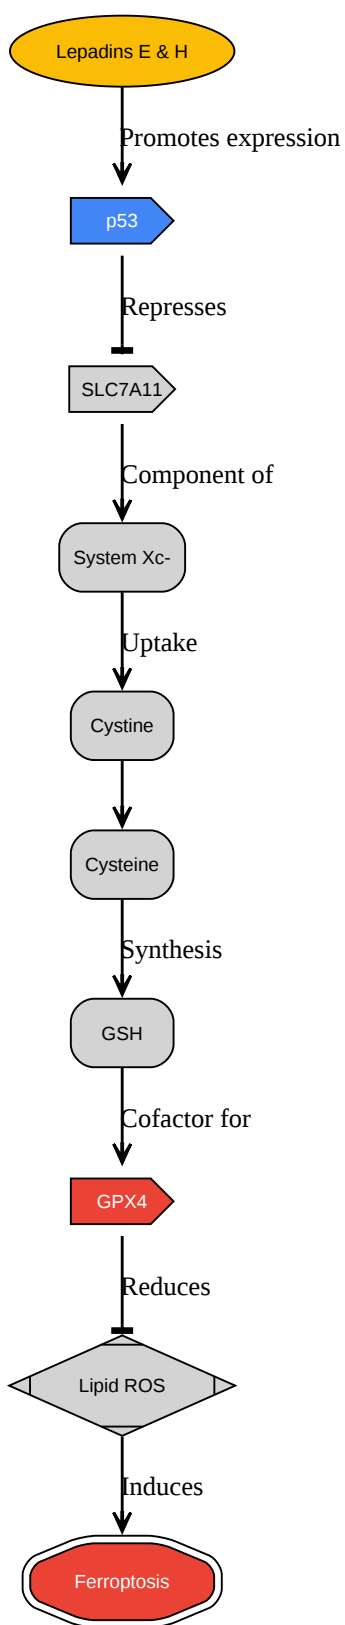 Lepadins E & H
Promotes expression
p53
Represses
SLC7A11
Component of
System Xc-
Uptake
Cystine
Cysteine
Synthesis
GSH
Cofactor for
GPX4
Reduces
Lipid ROS
Induces
Ferroptosis